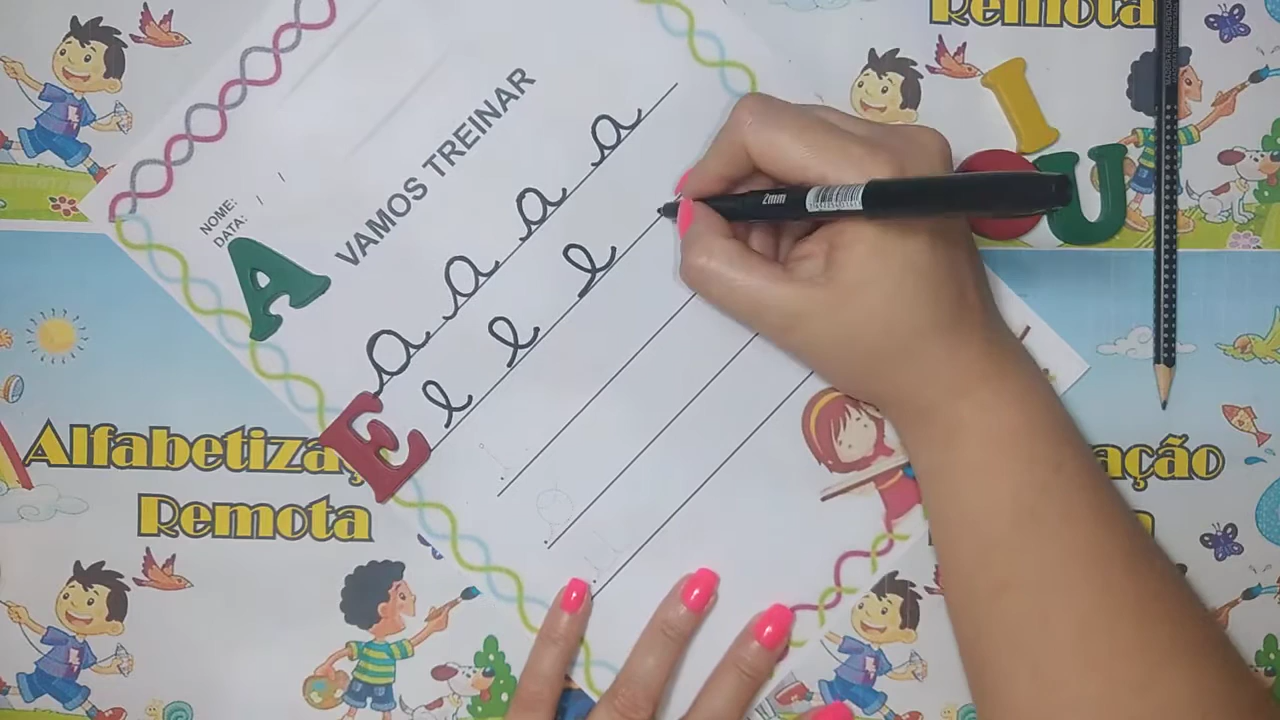 Remota
NOME:
DATA: / /
VAMOS TREINAR
A a a a a
E e e e
I
U
2mm
Alfabetizaç
Remota
ação